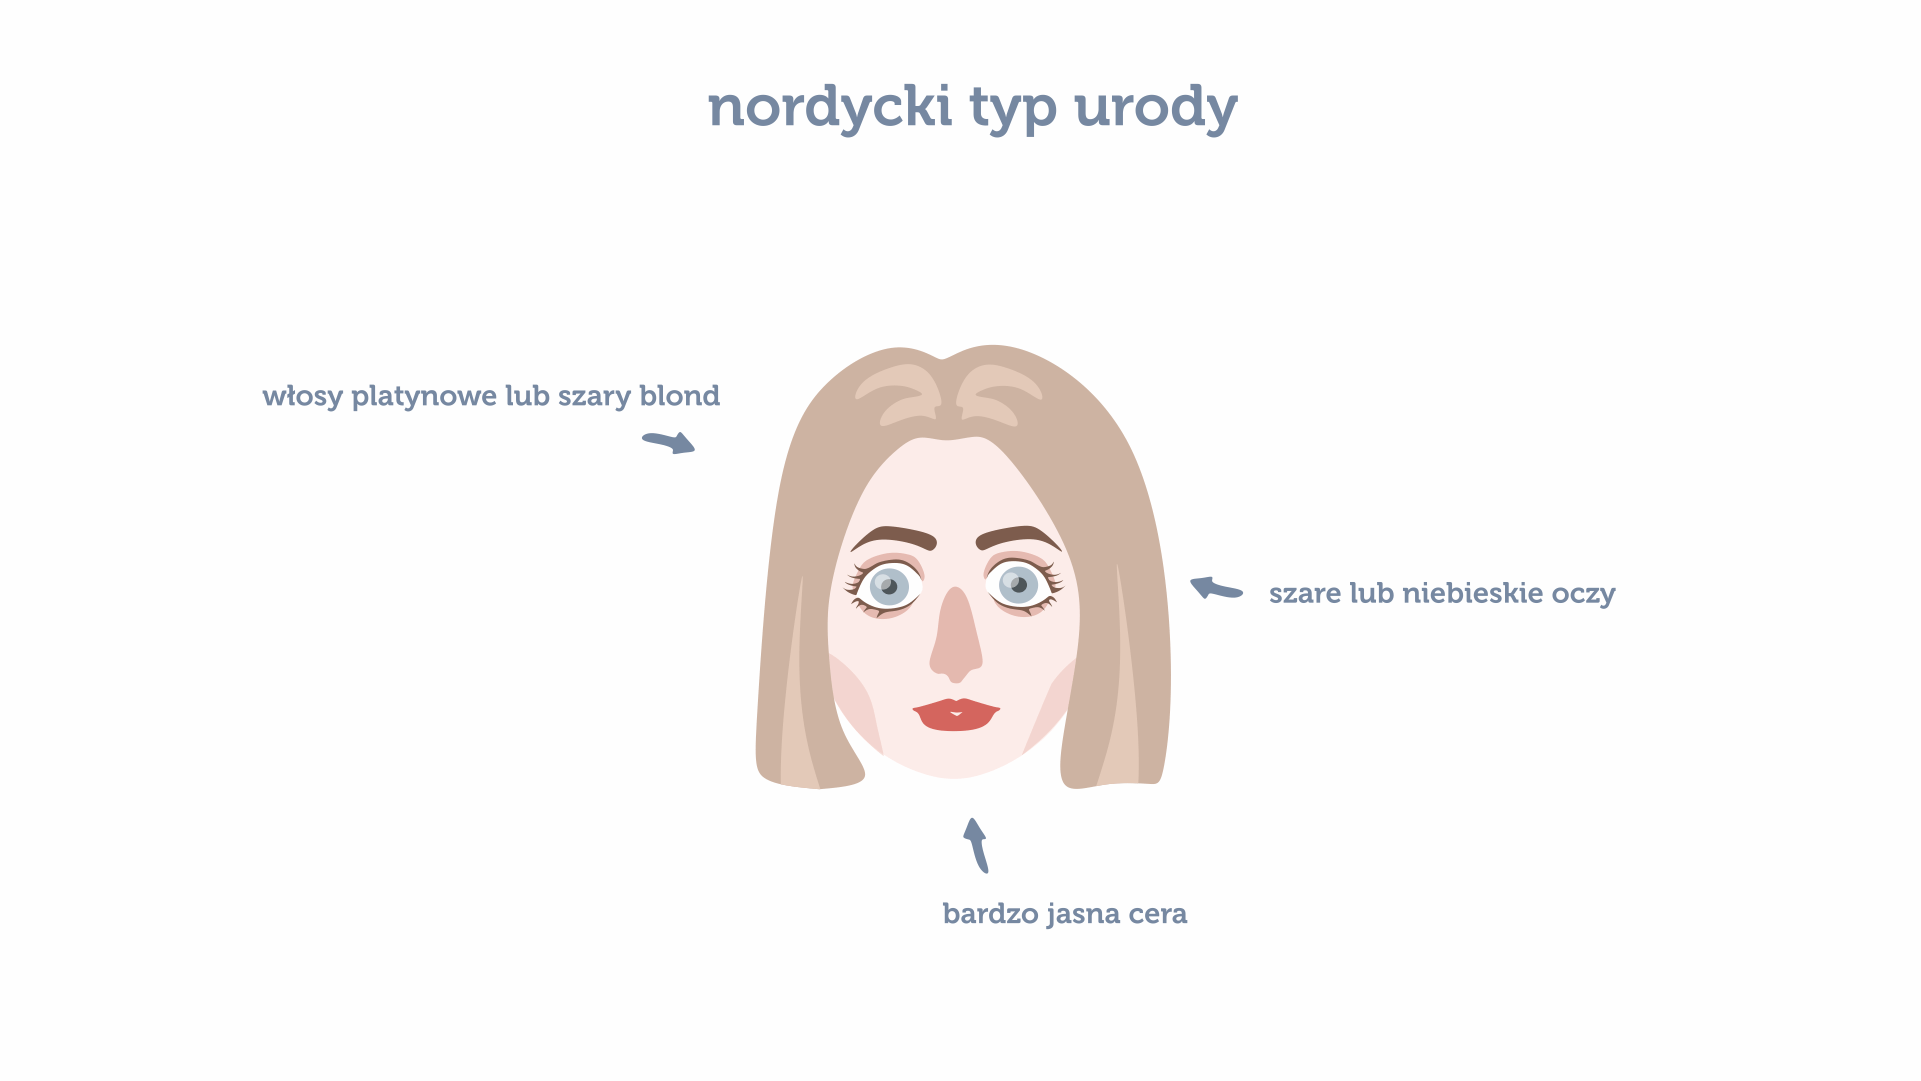 nordycki typ urody
włosy platynowe lub szary blond
szare lub niebieskie oczy
bardzo jasna cera